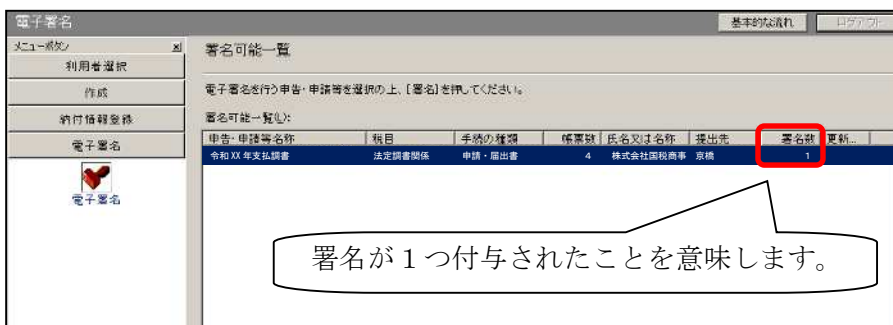 電子署名
基本的な流れ
ログアウト
メニューボタン
利用者選択
作成
納付情報登録
電子署名
電子署名
署名可能一覧
電子署名を行う申告・申請等を選択の上、[署名]を押してください。
署名可能一覧(L):
申告・申請等名称 税目 手続の種類 帳票数 氏名又は名称 提出先 署名数 更新...
令和XX年支払調書 法定調書関係 申請・届出書 4 株式会社国税商事 京橋 1
署名が１つ付与されたことを意味します。